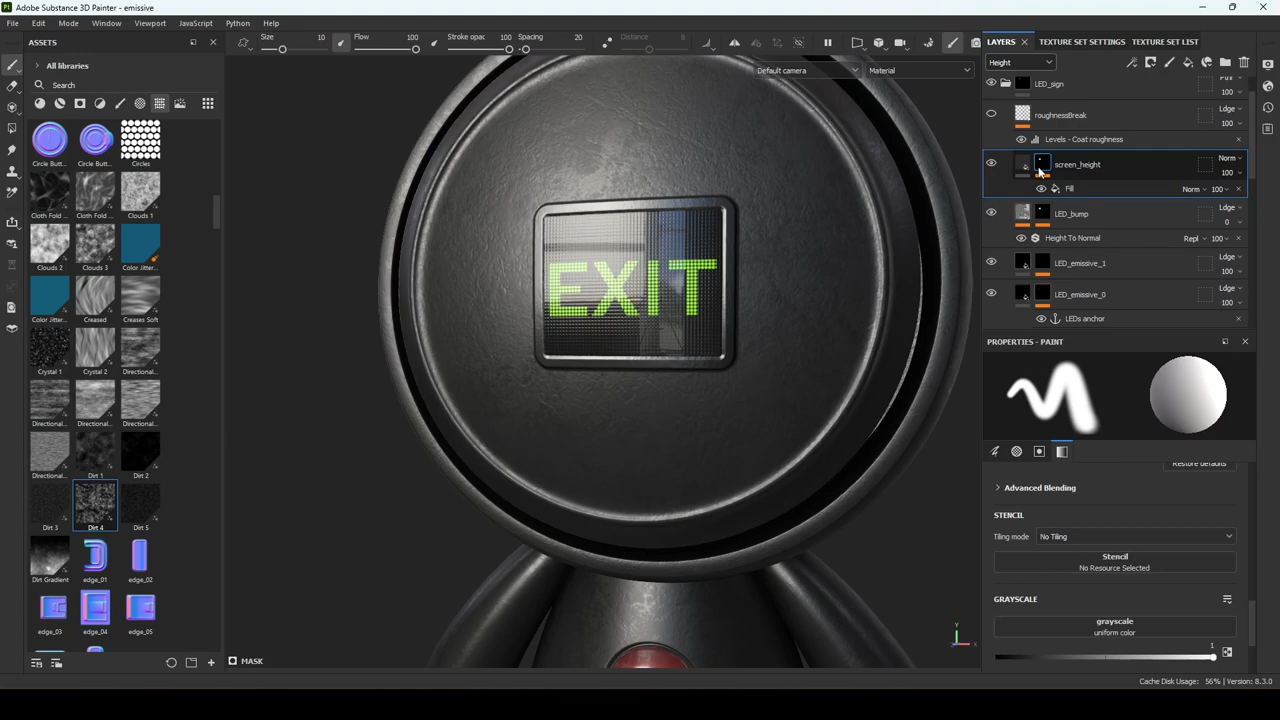 Adobe Substance 3D Painter - emissive
File Edit Mode Window Viewport JavaScript Python Help
ASSETS
Size 10 Flow 100 Stroke opac 100 Spacing 20 Distance 8
LAYERS TEXTURE SET SETTINGS TEXTURE SET LIST
All libraries
Default camera Material
Height
Search
LED_sign
100
Ldge
roughnessBreak
100
Levels - Coat roughness
Circle Butt... Circle Butt... Circles
Norm
screen_height
100
Fill Norm 100
Cloth Fold ... Cloth Fold ... Clouds 1
Ldge
LED_bump
0
Height To Normal Repl 100
Clouds 2 Clouds 3 Color Jitter...
Ldge
LED_emissive_1
100
Ldge
LED_emissive_0
100
LEDs anchor
Color Jitter... Creased Creases Soft
EXIT
PROPERTIES - PAINT
Crystal 1 Crystal 2 Directional...
Directional... Directional... Directional...
Directional... Dirt 1 Dirt 2
Restore defaults
Advanced Blending
STENCIL
Dirt 3 Dirt 4 Dirt 5
Tiling mode No Tiling
Stencil
No Resource Selected
Dirt Gradient edge_01 edge_02
GRAYSCALE
grayscale
uniform color
edge_03 edge_04 edge_05
1
MASK
Y
X
Cache Disk Usage: 56% | Version: 8.3.0